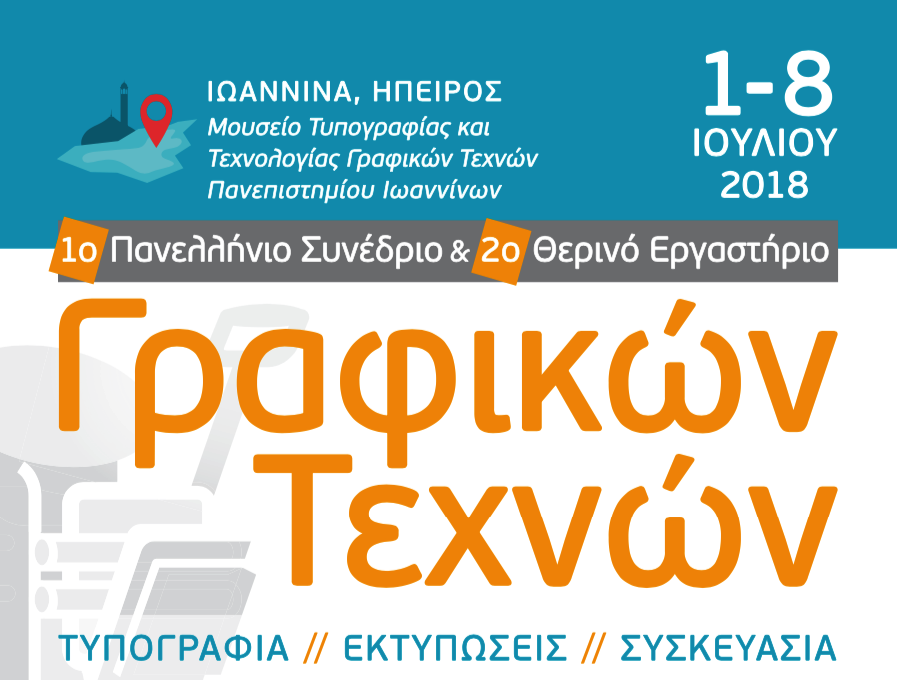 ΙΩΑΝΝΙΝΑ, ΗΠΕΙΡΟΣ
Μουσείο Τυπογραφίας και
Τεχνολογίας Γραφικών Τεχνών
Πανεπιστημίου Ιωαννίνων
1-8
ΙΟΥΛΙΟΥ
2018
1ο Πανελλήνιο Συνέδριο & 2ο Θερινό Εργαστήριο
Γραφικών
Τεχνών
ΤΥΠΟΓΡΑΦΙΑ // ΕΚΤΥΠΩΣΕΙΣ // ΣΥΣΚΕΥΑΣΙΑ